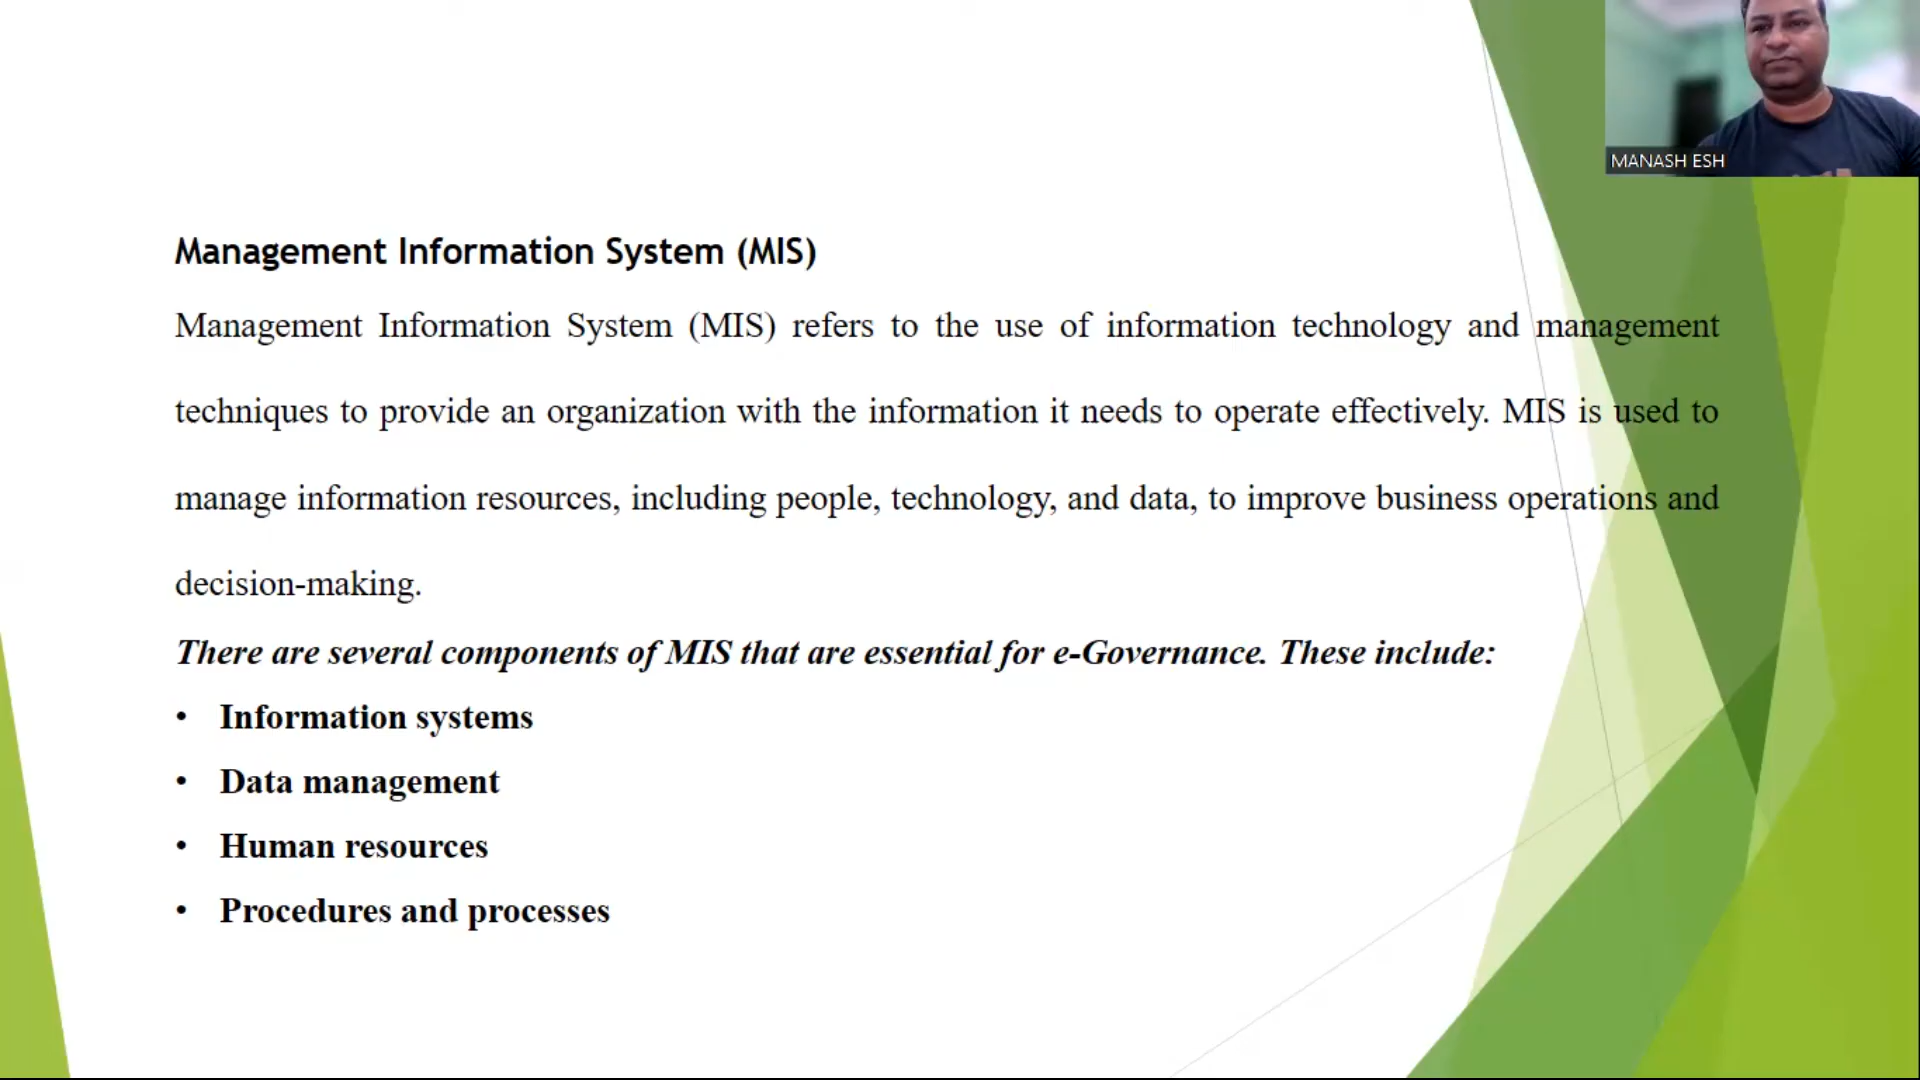 MANASH ESH
Management Information System (MIS)
Management Information System (MIS) refers to the use of information technology and management
techniques to provide an organization with the information it needs to operate effectively. MIS is used to
manage information resources, including people, technology, and data, to improve business operations and
decision-making.
There are several components of MIS that are essential for e-Governance. These include:
• Information systems
• Data management
• Human resources
• Procedures and processes